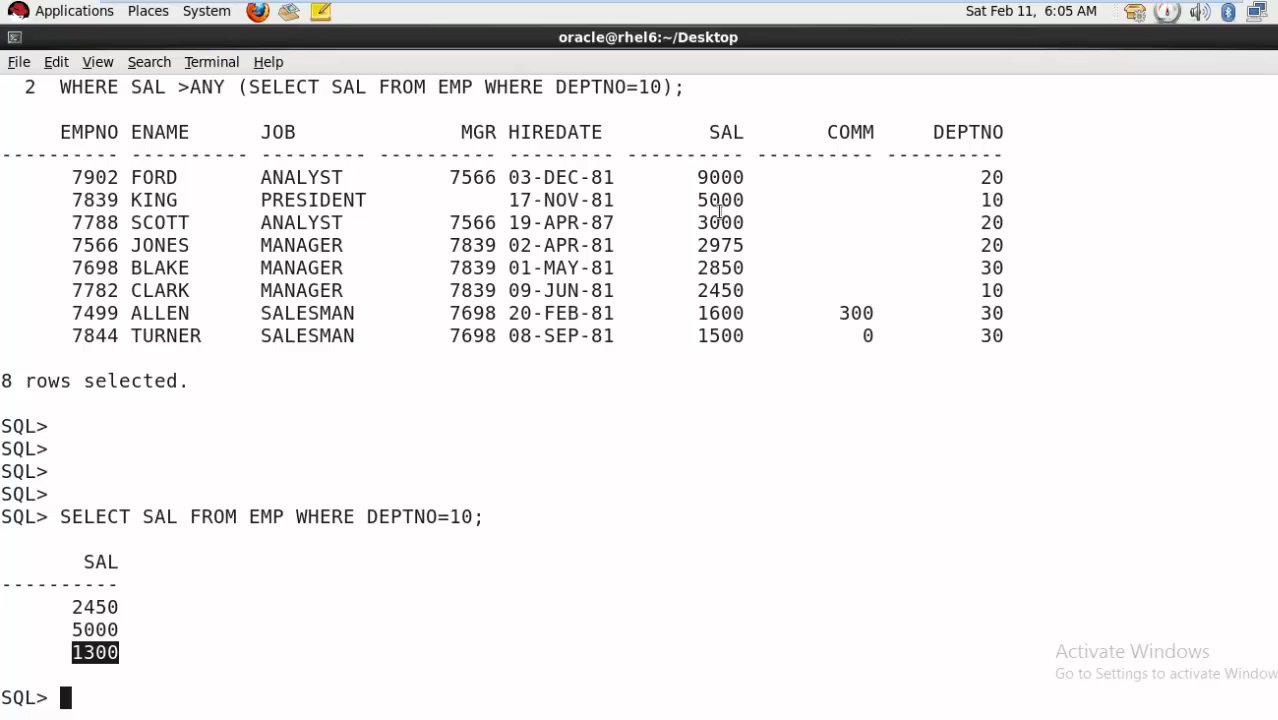 Applications Places System Sat Feb 11, 6:05 AM
oracle@rhel6:~/Desktop
File Edit View Search Terminal Help
  2  WHERE SAL >ANY (SELECT SAL FROM EMP WHERE DEPTNO=10);
     EMPNO ENAME      JOB              MGR HIREDATE         SAL       COMM     DEPTNO
---------- ---------- --------- ---------- --------- ---------- ---------- ----------
      7902 FORD       ANALYST         7566 03-DEC-81       9000                    20
      7839 KING       PRESIDENT            17-NOV-81       5000                    10
      7788 SCOTT      ANALYST         7566 19-APR-87       3000                    20
      7566 JONES      MANAGER         7839 02-APR-81       2975                    20
      7698 BLAKE      MANAGER         7839 01-MAY-81       2850                    30
      7782 CLARK      MANAGER         7839 09-JUN-81       2450                    10
      7499 ALLEN      SALESMAN        7698 20-FEB-81       1600        300         30
      7844 TURNER     SALESMAN        7698 08-SEP-81       1500          0         30
8 rows selected.
SQL>
SQL>
SQL>
SQL>
SQL> SELECT SAL FROM EMP WHERE DEPTNO=10;
       SAL
----------
      2450
      5000
      1300
Activate Windows
Go to Settings to activate Windows
SQL>